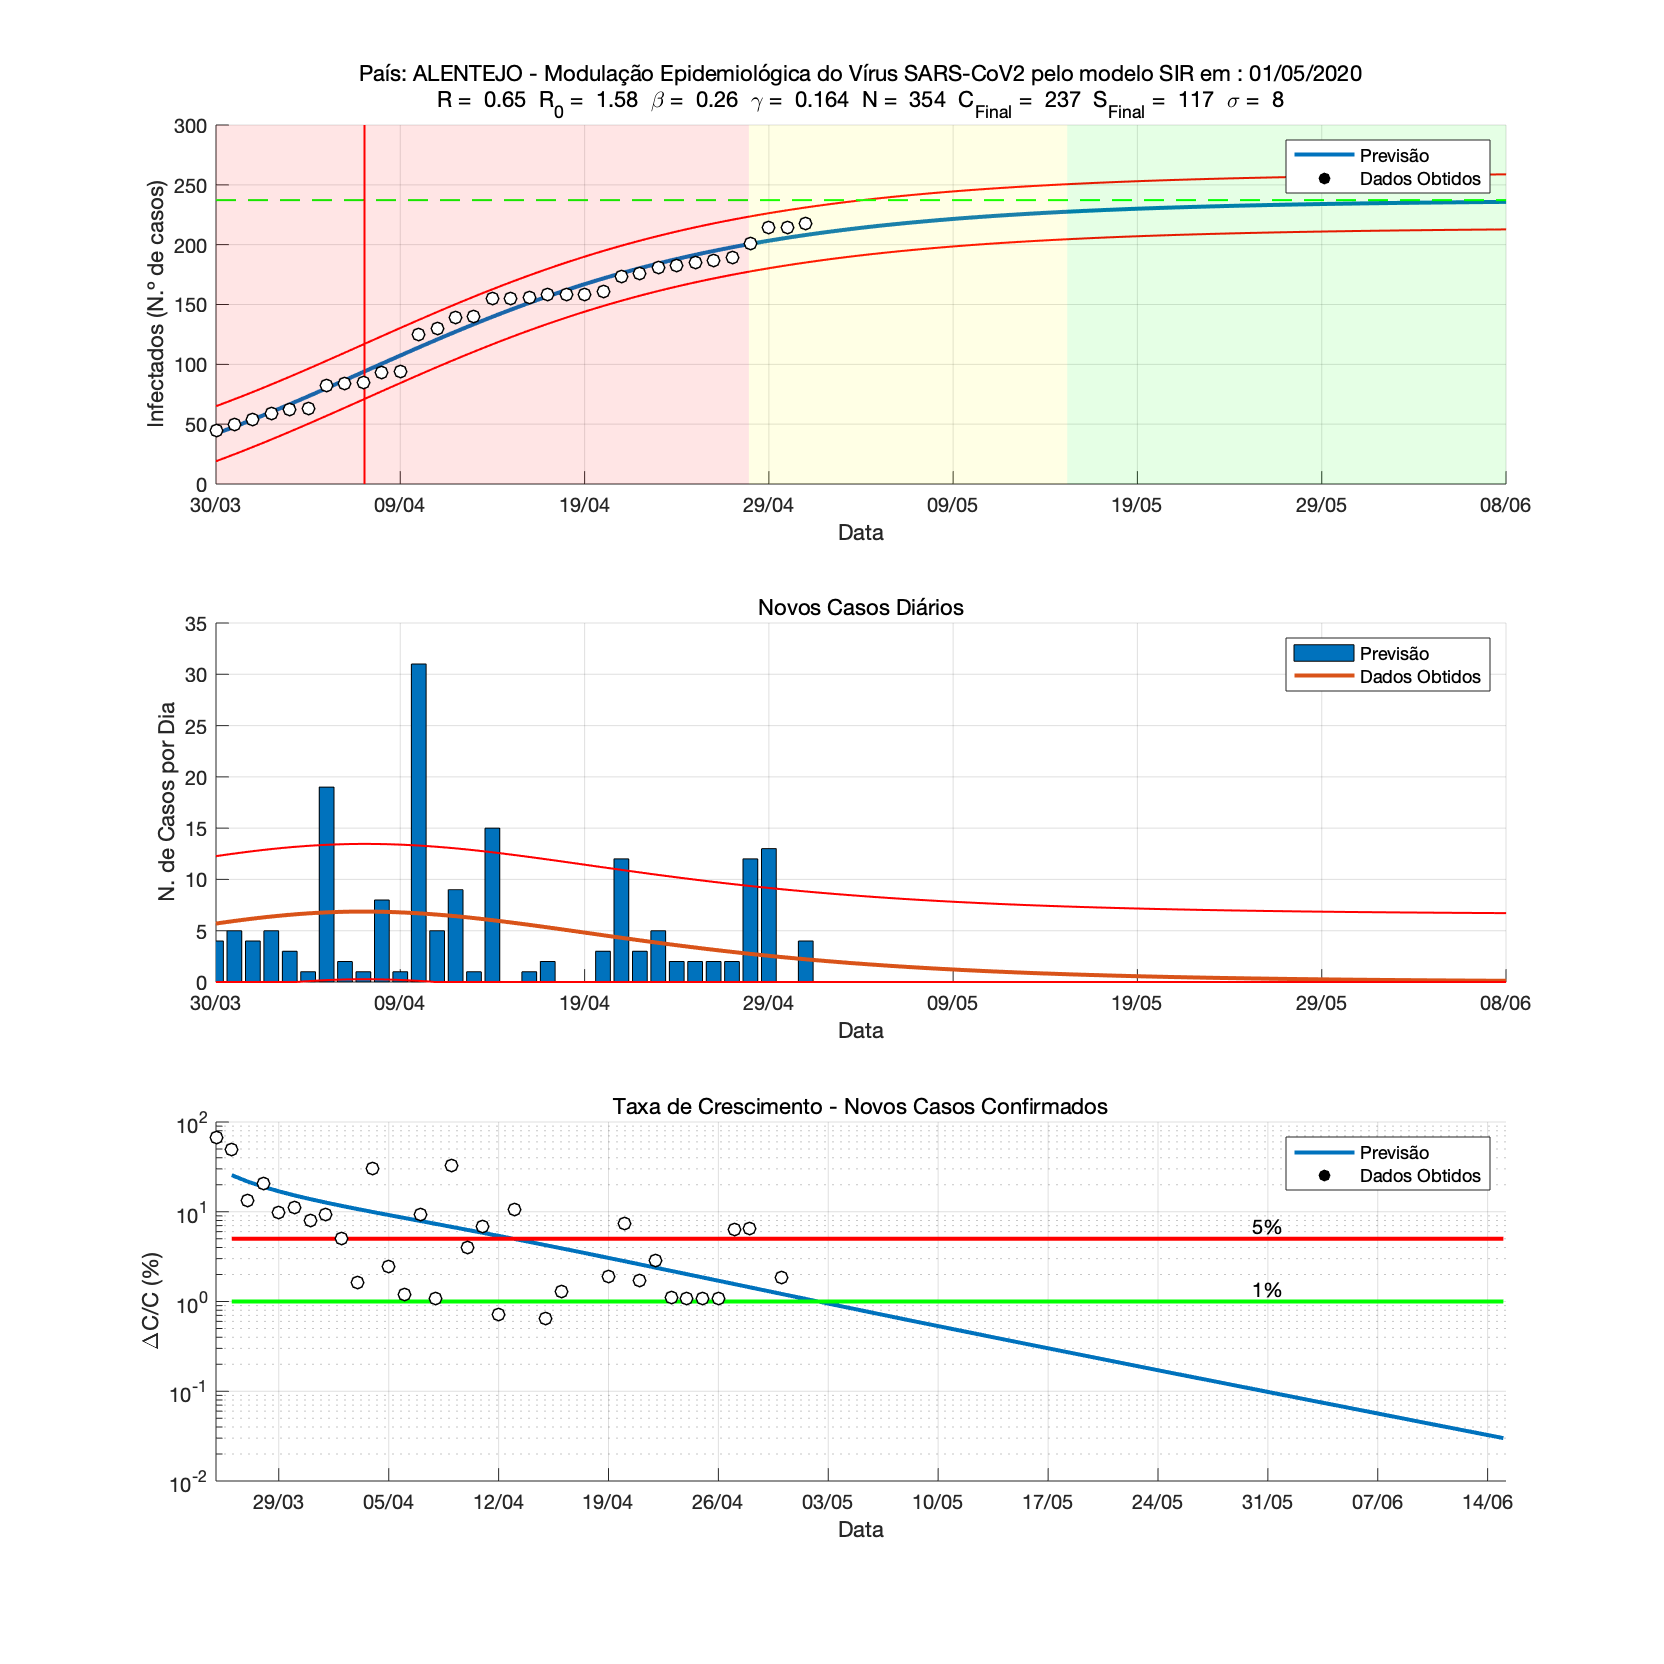 País: ALENTEJO - Modulação Epidemiológica do Vírus SARS-CoV2 pelo modelo SIR em : 01/05/2020
R = 0.65 R0 = 1.58 β = 0.26 γ = 0.164 N = 354 CFinal = 237 SFinal = 117 σ = 8
300
250
200
150
100
50
0
Infectados (N.º de casos)
Previsão
Dados Obtidos
30/03 09/04 19/04 29/04 09/05 19/05 29/05 08/06
Data
Novos Casos Diários
35
30
25
20
15
10
5
0
N. de Casos por Dia
Previsão
Dados Obtidos
30/03 09/04 19/04 29/04 09/05 19/05 29/05 08/06
Data
Taxa de Crescimento - Novos Casos Confirmados
10^2
10^1
10^0
10^-1
10^-2
△C/C (%)
Previsão
Dados Obtidos
5%
1%
29/03 05/04 12/04 19/04 26/04 03/05 10/05 17/05 24/05 31/05 07/06 14/06
Data